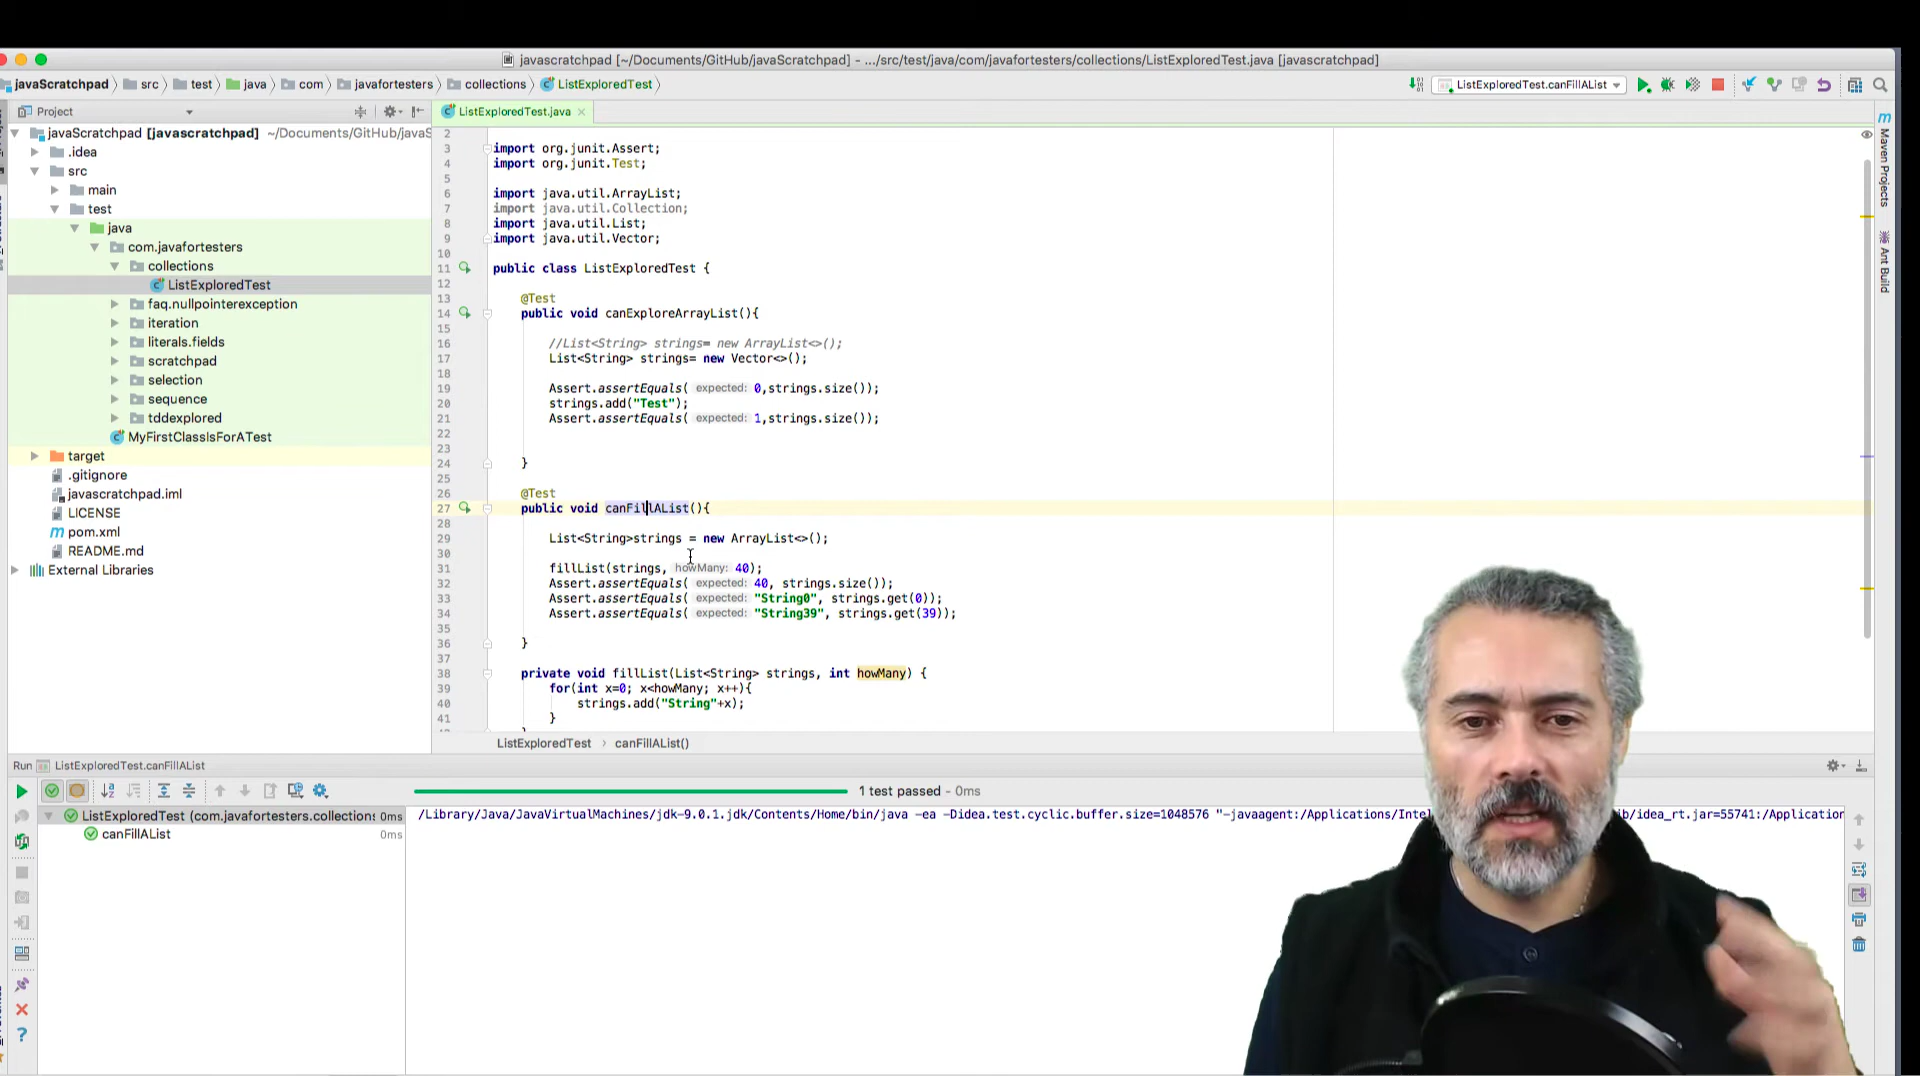 javascratchpad [~/Documents/GitHub/javaScratchpad] - .../src/test/java/com/javafortesters/collections/ListExploredTest.java [javascratchpad]
javaScratchpad src test java com javafortesters collections ListExploredTest
ListExploredTest.canFillAList
Project
ListExploredTest.java
javaScratchpad [javascratchpad] ~/Documents/GitHub/javaS
.idea
src
main
test
java
com.javafortesters
collections
ListExploredTest
faq.nullpointerexception
iteration
literals.fields
scratchpad
selection
sequence
tddexplored
MyFirstClassIsForATest
target
.gitignore
javascratchpad.iml
LICENSE
pom.xml
README.md
External Libraries
2
3 import org.junit.Assert;
4 import org.junit.Test;
5
6 import java.util.ArrayList;
7 import java.util.Collection;
8 import java.util.List;
9 import java.util.Vector;
10
11 public class ListExploredTest {
12
13 @Test
14 public void canExploreArrayList(){
15
16 //List<String> strings= new ArrayList<>();
17 List<String> strings= new Vector<>();
18
19 Assert.assertEquals( expected: 0,strings.size());
20 strings.add("Test");
21 Assert.assertEquals( expected: 1,strings.size());
22
23
24 }
25
26 @Test
27 public void canFillAList(){
28
29 List<String>strings = new ArrayList<>();
30
31 fillList(strings, howMany: 40);
32 Assert.assertEquals( expected: 40, strings.size());
33 Assert.assertEquals( expected: "String0", strings.get(0));
34 Assert.assertEquals( expected: "String39", strings.get(39));
35
36 }
37
38 private void fillList(List<String> strings, int howMany) {
39 for(int x=0; x<howMany; x++){
40 strings.add("String"+x);
41 }
ListExploredTest › canFillAList()
Maven Projects
Ant Build
Run ListExploredTest.canFillAList
1 test passed - 0ms
ListExploredTest (com.javafortesters.collections 0ms
canFillAList 0ms
/Library/Java/JavaVirtualMachines/jdk-9.0.1.jdk/Contents/Home/bin/java -ea -Didea.test.cyclic.buffer.size=1048576 "-javaagent:/Applications/Intel
b/idea_rt.jar=55741:/Application